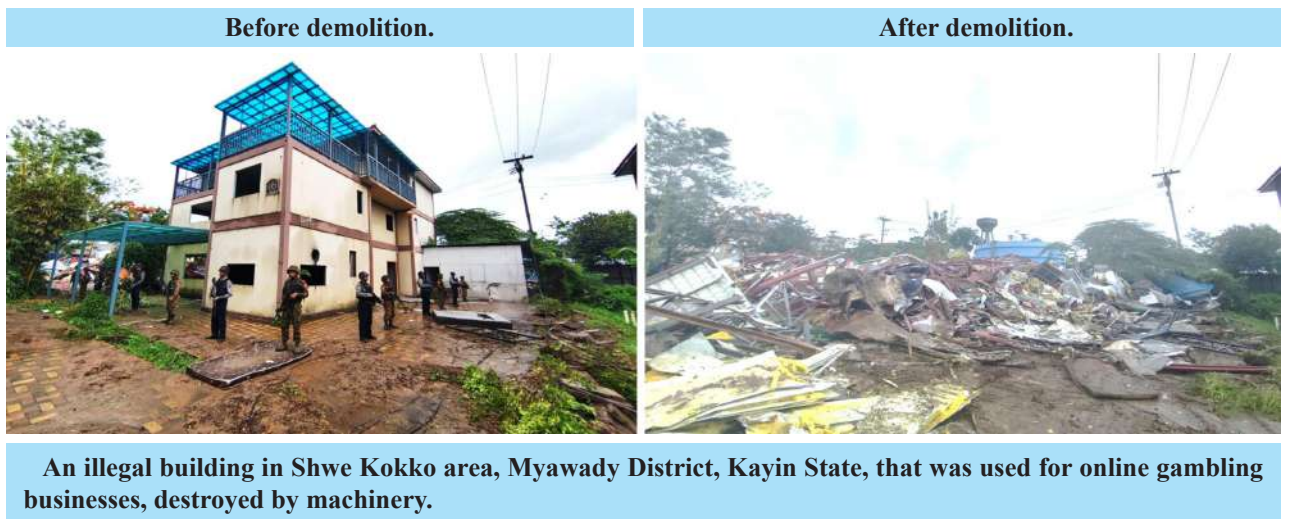 Before demolition.
After demolition.
An illegal building in Shwe Kokko area, Myawady District, Kayin State, that was used for online gambling
businesses, destroyed by machinery.